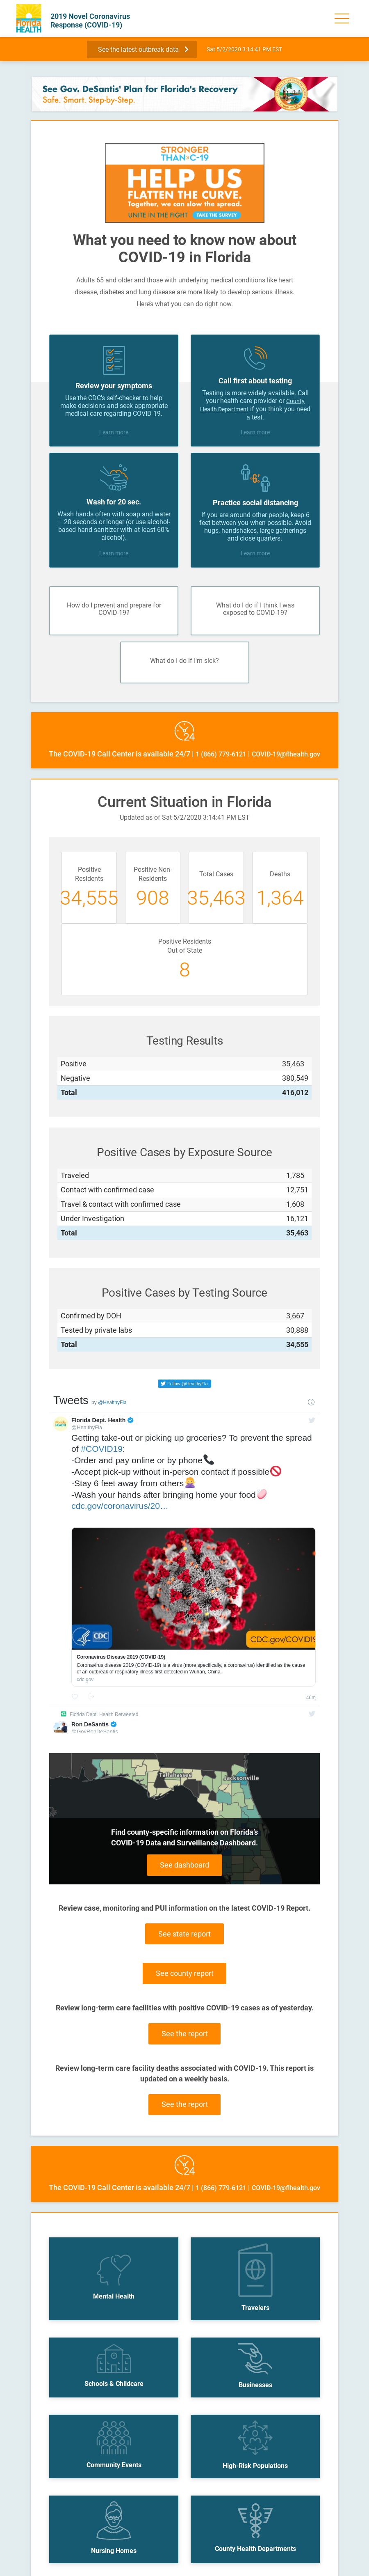 Florida
HEALTH
2019 Novel Coronavirus
Response (COVID-19)
See the latest outbreak data
Sat 5/2/2020 3:14:41 PM EST
See Gov. DeSantis' Plan for Florida's Recovery
Safe. Smart. Step-by-Step.
STRONGER
THAN C-19
HELP US
FLATTEN THE CURVE.
Together, we can slow the spread.
UNITE IN THE FIGHT
TAKE THE SURVEY
What you need to know now about
COVID-19 in Florida
Adults 65 and older and those with underlying medical conditions like heart
disease, diabetes and lung disease are more likely to develop serious illness.
Here's what you can do right now.
Review your symptoms
Use the CDC's self-checker to help
make decisions and seek appropriate
medical care regarding COVID-19.
Learn more
Call first about testing
Testing is more widely available. Call
your health care provider or County
Health Department if you think you need
a test.
Learn more
Wash for 20 sec.
Wash hands often with soap and water
– 20 seconds or longer (or use alcohol-
based hand sanitizer with at least 60%
alcohol).
Learn more
6'
Practice social distancing
If you are around other people, keep 6
feet between you when possible. Avoid
hugs, handshakes, large gatherings
and close quarters.
Learn more
How do I prevent and prepare for
COVID-19?
What do I do if I think I was
exposed to COVID-19?
What do I do if I'm sick?
24
The COVID-19 Call Center is available 24/7 | 1 (866) 779-6121 | COVID-19@flhealth.gov
Current Situation in Florida
Updated as of Sat 5/2/2020 3:14:41 PM EST
Positive
Residents
34,555
Positive Non-
Residents
908
Total Cases
35,463
Deaths
1,364
Positive Residents
Out of State
8
Testing Results
Positive 35,463
Negative 380,549
Total 416,012
Positive Cases by Exposure Source
Traveled 1,785
Contact with confirmed case 12,751
Travel & contact with confirmed case 1,608
Under Investigation 16,121
Total 35,463
Positive Cases by Testing Source
Confirmed by DOH 3,667
Tested by private labs 30,888
Total 34,555
Follow @HealthyFla
Tweets by @HealthyFla
Florida Dept. Health
@HealthyFla
Getting take-out or picking up groceries? To prevent the spread
of #COVID19:
-Order and pay online or by phone📞
-Accept pick-up without in-person contact if possible🚫
-Stay 6 feet away from others🙅
-Wash your hands after bringing home your food🧼
cdc.gov/coronavirus/20…
CDC
CDC.gov/COVID19
Coronavirus Disease 2019 (COVID-19)
Coronavirus disease 2019 (COVID-19) is a virus (more specifically, a coronavirus) identified as the cause
of an outbreak of respiratory illness first detected in Wuhan, China.
cdc.gov
Florida Dept. Health Retweeted
Ron DeSantis
@GovRonDeSantis
Tallahassee
Jacksonville
Find county-specific information on Florida's
COVID-19 Data and Surveillance Dashboard.
See dashboard
Review case, monitoring and PUI information on the latest COVID-19 Report.
See state report
See county report
Review long-term care facilities with positive COVID-19 cases as of yesterday.
See the report
Review long-term care facility deaths associated with COVID-19. This report is
updated on a weekly basis.
See the report
24
The COVID-19 Call Center is available 24/7 | 1 (866) 779-6121 | COVID-19@flhealth.gov
Mental Health
Travelers
Schools & Childcare
Businesses
Community Events
High-Risk Populations
Nursing Homes
County Health Departments